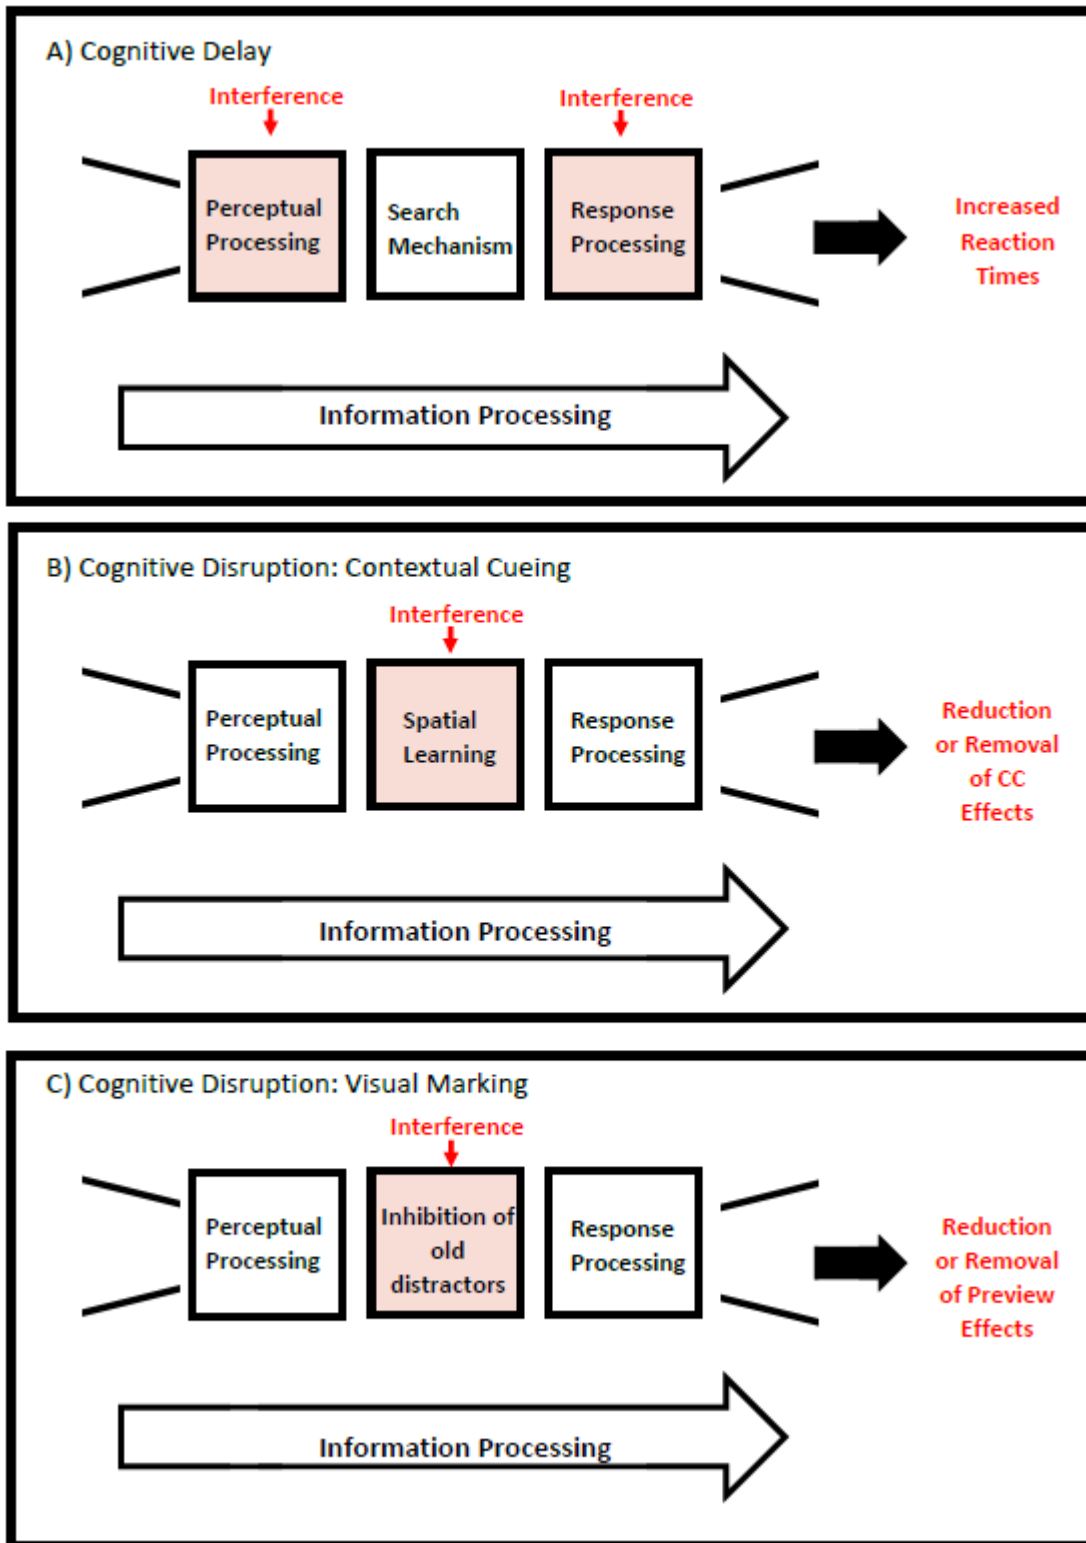 A) Cognitive Delay
Interference
Interference
Perceptual
Processing
Search
Mechanism
Response
Processing
Increased
Reaction
Times
Information Processing
B) Cognitive Disruption: Contextual Cueing
Interference
Perceptual
Processing
Spatial
Learning
Response
Processing
Reduction
or Removal
of CC
Effects
Information Processing
C) Cognitive Disruption: Visual Marking
Interference
Perceptual
Processing
Inhibition of
old
distractors
Response
Processing
Reduction
or Removal
of Preview
Effects
Information Processing